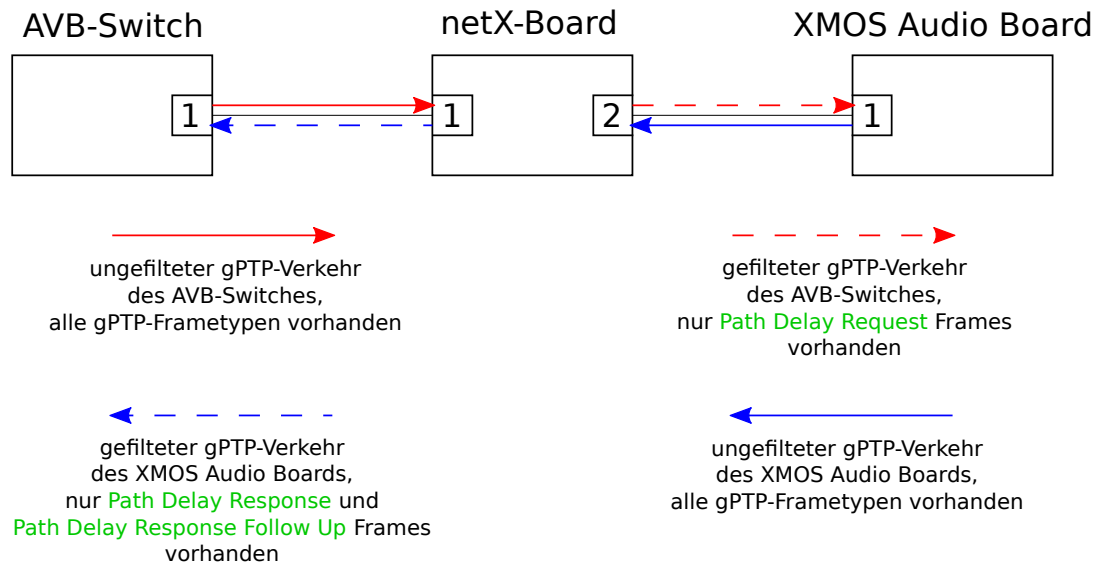 AVB-Switch
netX-Board
XMOS Audio Board
1
1
2
1
ungefilteter gPTP-Verkehr
des AVB-Switches,
alle gPTP-Frametypen vorhanden
gefilteter gPTP-Verkehr
des AVB-Switches,
nur Path Delay Request Frames
vorhanden
gefilteter gPTP-Verkehr
des XMOS Audio Boards,
nur Path Delay Response und
Path Delay Response Follow Up Frames
vorhanden
ungefilteter gPTP-Verkehr
des XMOS Audio Boards,
alle gPTP-Frametypen vorhanden